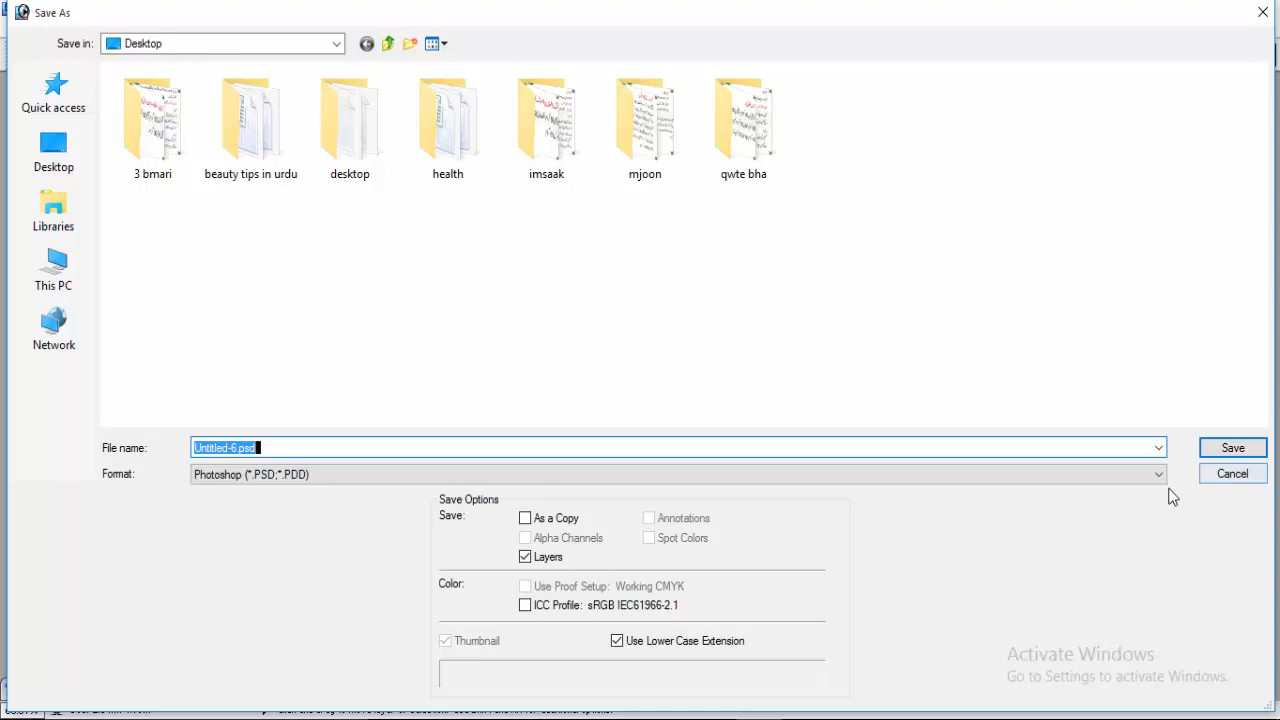 Save As
Save in:
Desktop
Quick access
Desktop
Libraries
This PC
Network
3 bmari
beauty tips in urdu
desktop
health
imsaak
mjoon
qwte bha
File name:
Untitled-6.psd
Save
Format:
Photoshop (*.PSD;*.PDD)
Cancel
Save Options
Save:
As a Copy
Annotations
Alpha Channels
Spot Colors
Layers
Color:
Use Proof Setup: Working CMYK
ICC Profile: sRGB IEC61966-2.1
Thumbnail
Use Lower Case Extension
Activate Windows
Go to Settings to activate Windows.